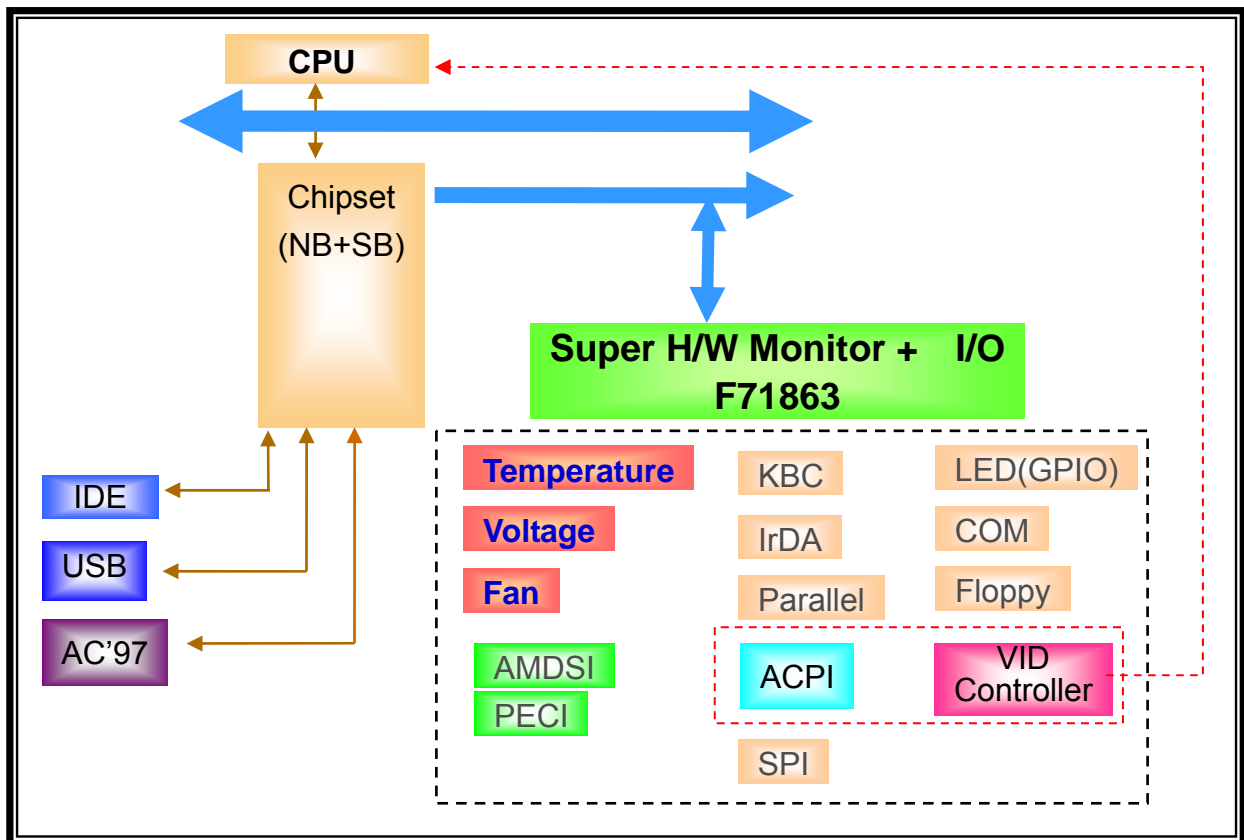 CPU
Chipset
(NB+SB)
Super H/W Monitor + I/O
F71863
IDE
USB
AC’97
Temperature
Voltage
Fan
AMDSI
PECI
KBC
IrDA
Parallel
ACPI
SPI
LED(GPIO)
COM
Floppy
VID
Controller